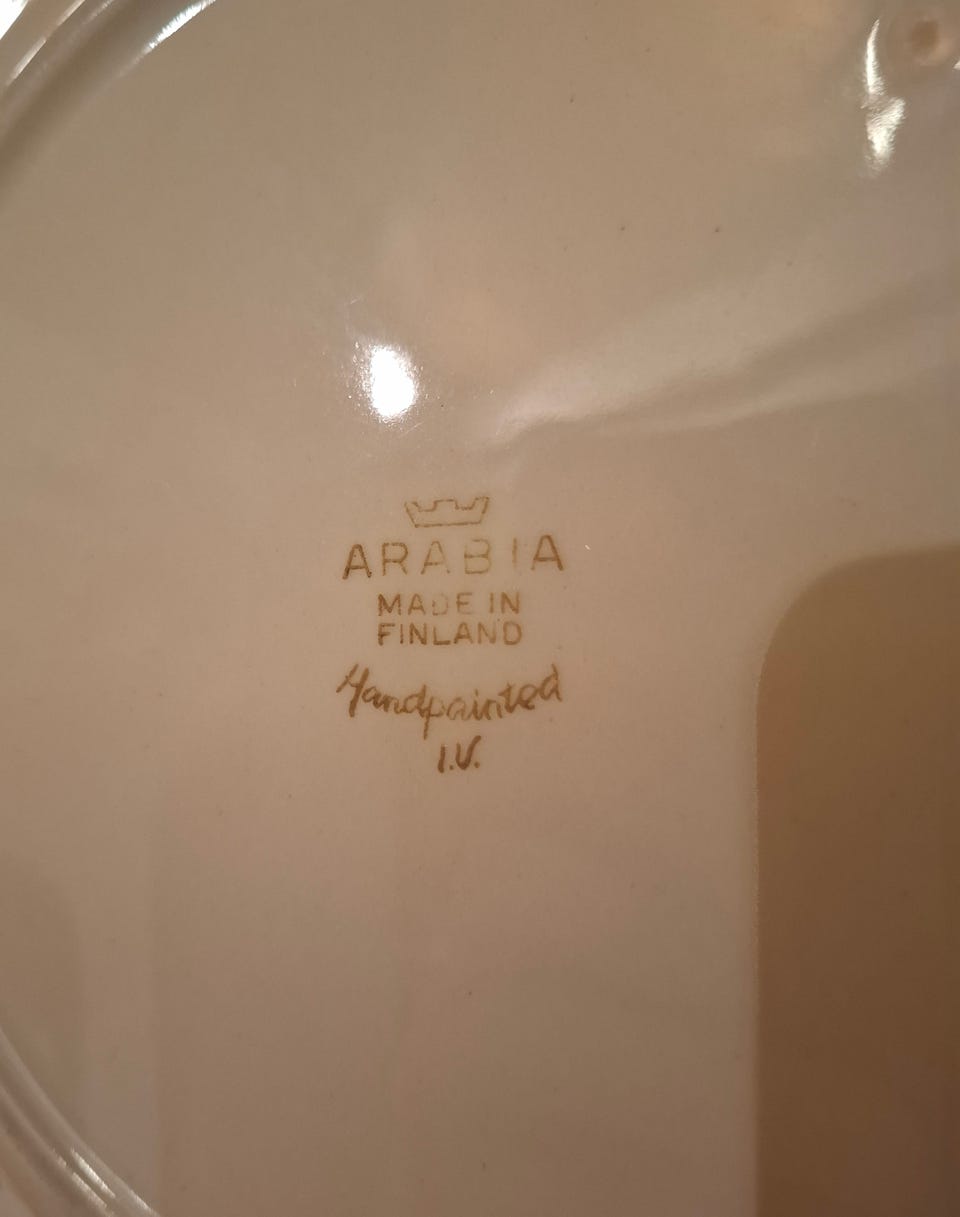 ARABIA
MADE IN
FINLAND
Handpainted
I.V.